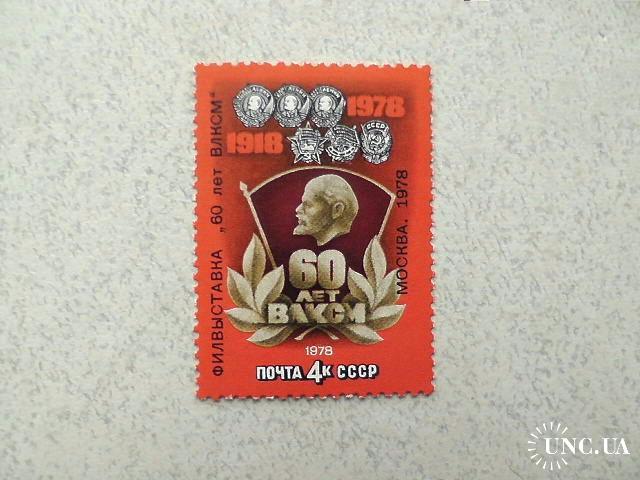 1978
1918
ФИЛВЫСТАВКА „60 лет ВЛКСМ“
МОСКВА. 1978
60
ЛЕТ
ВЛКСМ
1978
ПОЧТА 4К СССР
UNC.UA